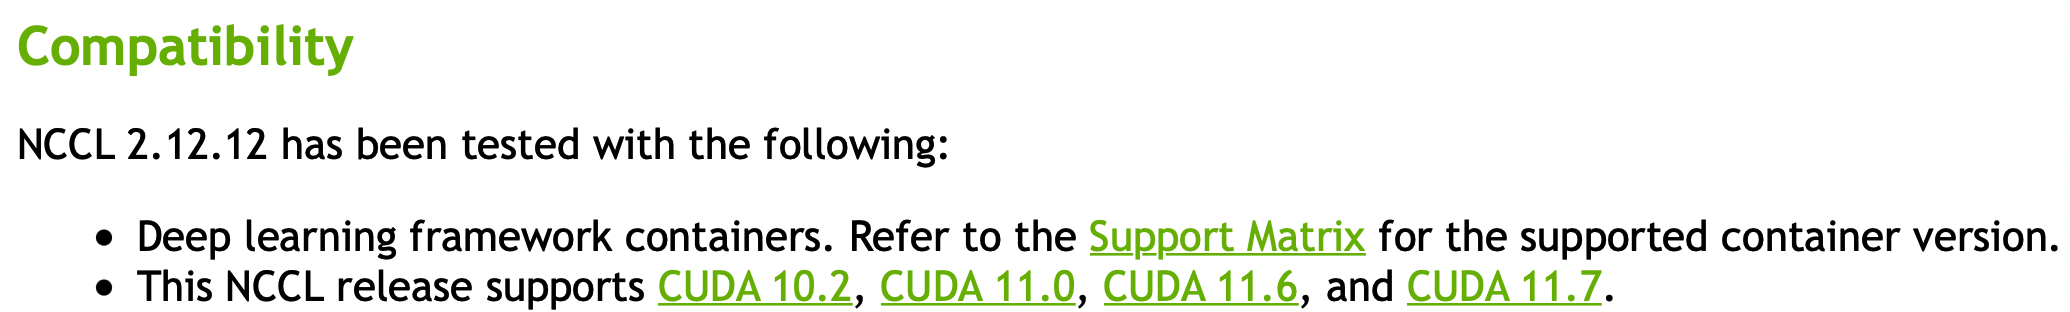 Compatibility
NCCL 2.12.12 has been tested with the following:
• Deep learning framework containers. Refer to the Support Matrix for the supported container version.
• This NCCL release supports CUDA 10.2, CUDA 11.0, CUDA 11.6, and CUDA 11.7.